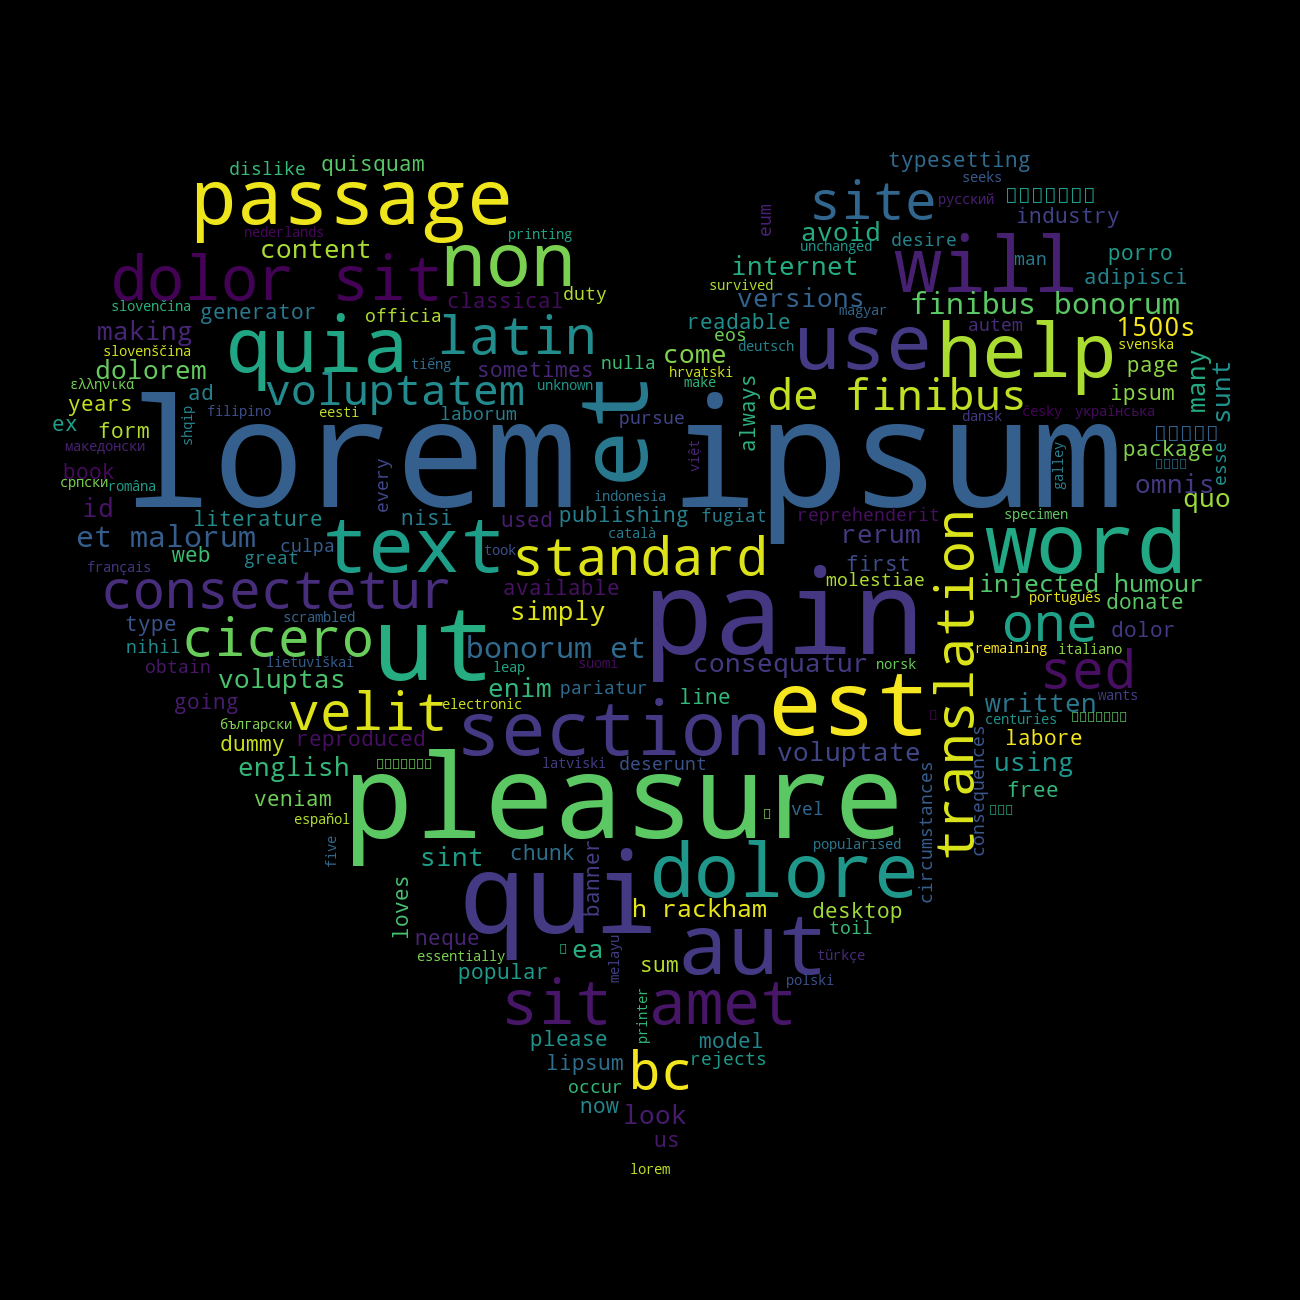 dislike quisquam
typesetting
seeks
passage
site
русский
industry
eum
nederlands
printing
content
non
avoid
unchanged
desire
will
man
porro
dolor sit
internet
adipisci
survived
classical
duty
versions
magyar
finibus bonorum
slovenčina
generator
officia
latin
readable
eos
deutsch
use
autem
help
1500s
svenska
making
quia
slovenščina
tiếng
sometimes
nulla
come
hrvatski
page
many
sunt
dolorem
ελληνικά
ad
voluptatem
unknown
et
make
always
de finibus
ipsum
years
shqip
filipino
eesti
laborum
pursue
dansk
česky
українська
ex
form
lorem ipsum
македонски
việt
galley
package
esse
book
српски
română
every
indonesia
omnis
quo
id
literature
nisi
used
publishing
fugiat
reprehenderit
specimen
et malorum
culpa
text
català
rerum
translation
word
web
great
took
standard
first
français
consectetur
available
pain
molestiae
injected humour
português
donate
simply
scrambled
type
cicero
ut
one
dolor
nihil
bonorum et
remaining
italiano
obtain
lietuviškai
leap
suomi
consequatur
norsk
sed
voluptas
enim
pariatur
line
est
wants
going
velit
electronic
written
български
section
centuries
dummy
reproduced
voluptate
labore
consequences
english
latviski
deserunt
using
circumstances
pleasure
veniam
free
español
vel
five
sint
chunk
banner
popularised
dolore
qui
loves
h rackham
desktop
toil
neque
aut
essentially
ea
melayu
türkçe
popular
sum
polski
sit amet
printer
please
model
lipsum
bc
rejects
occur
now
look
us
lorem